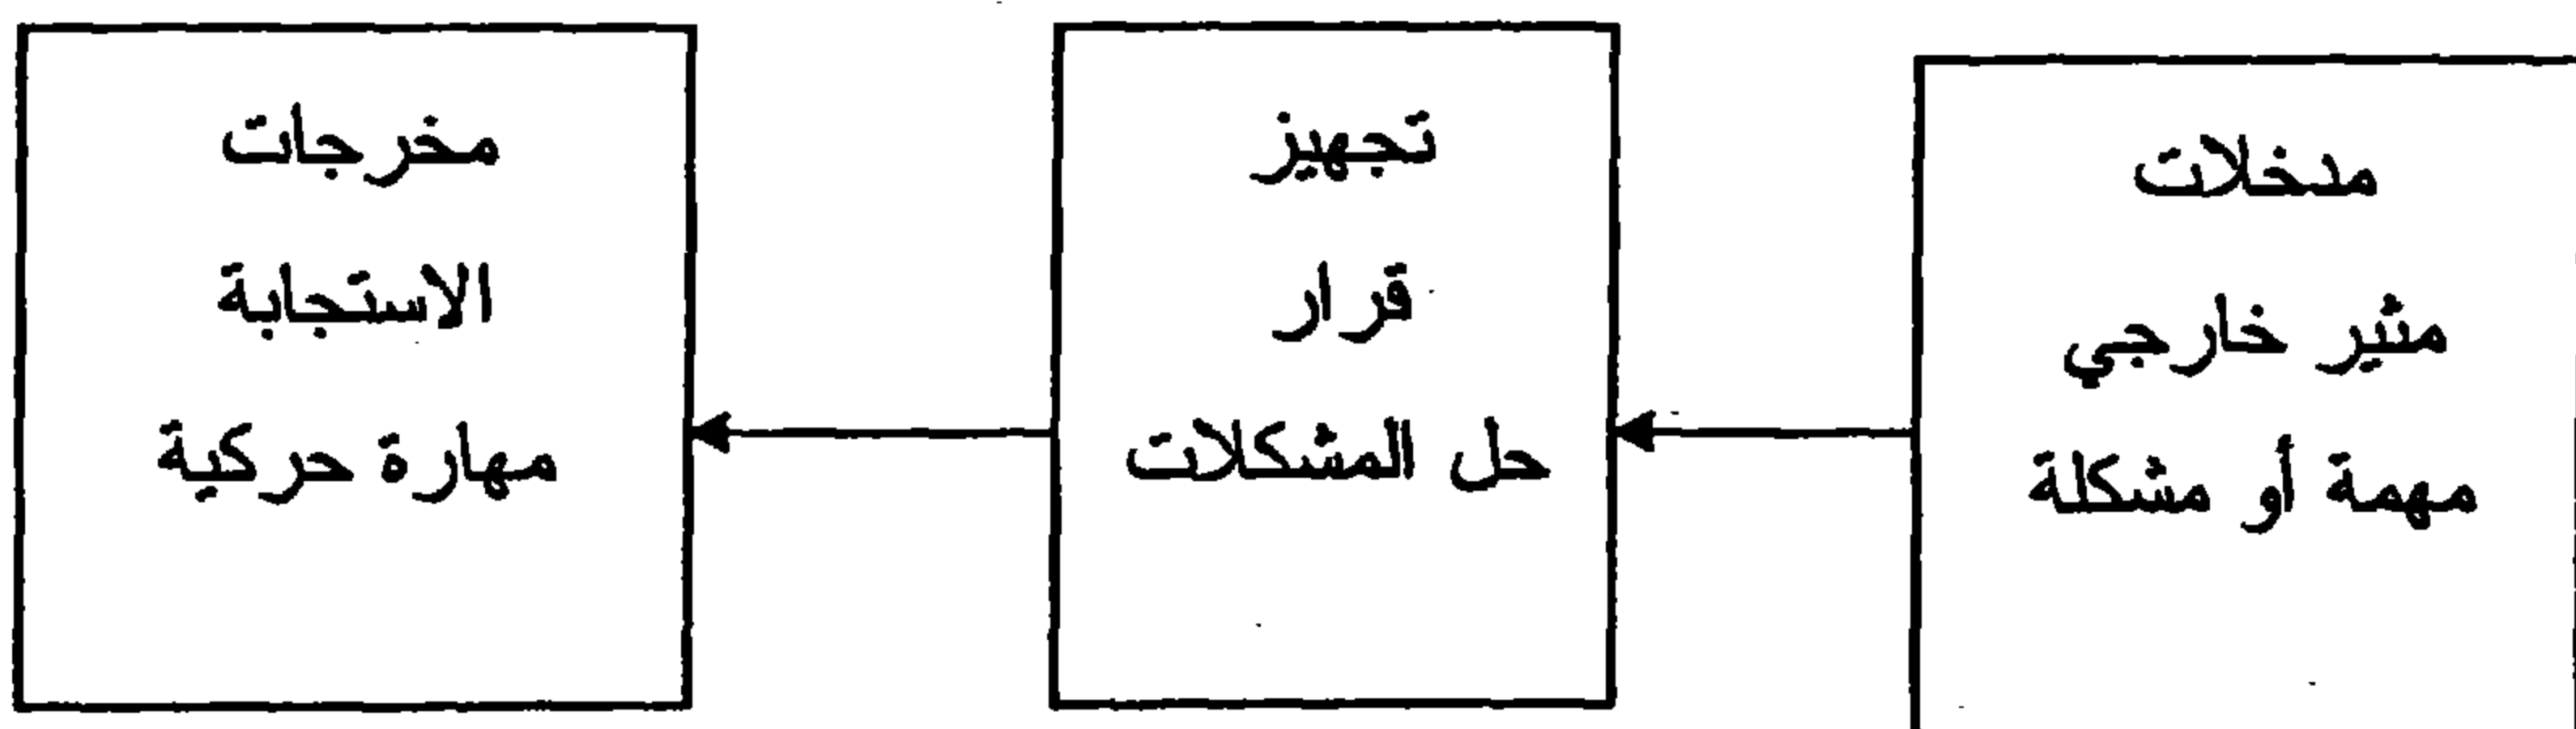 مدخلات
مثير خارجي
مهمة أو مشكلة
تجهيز
قرار
حل المشكلات
مخرجات
الاستجابة
مهارة حركية